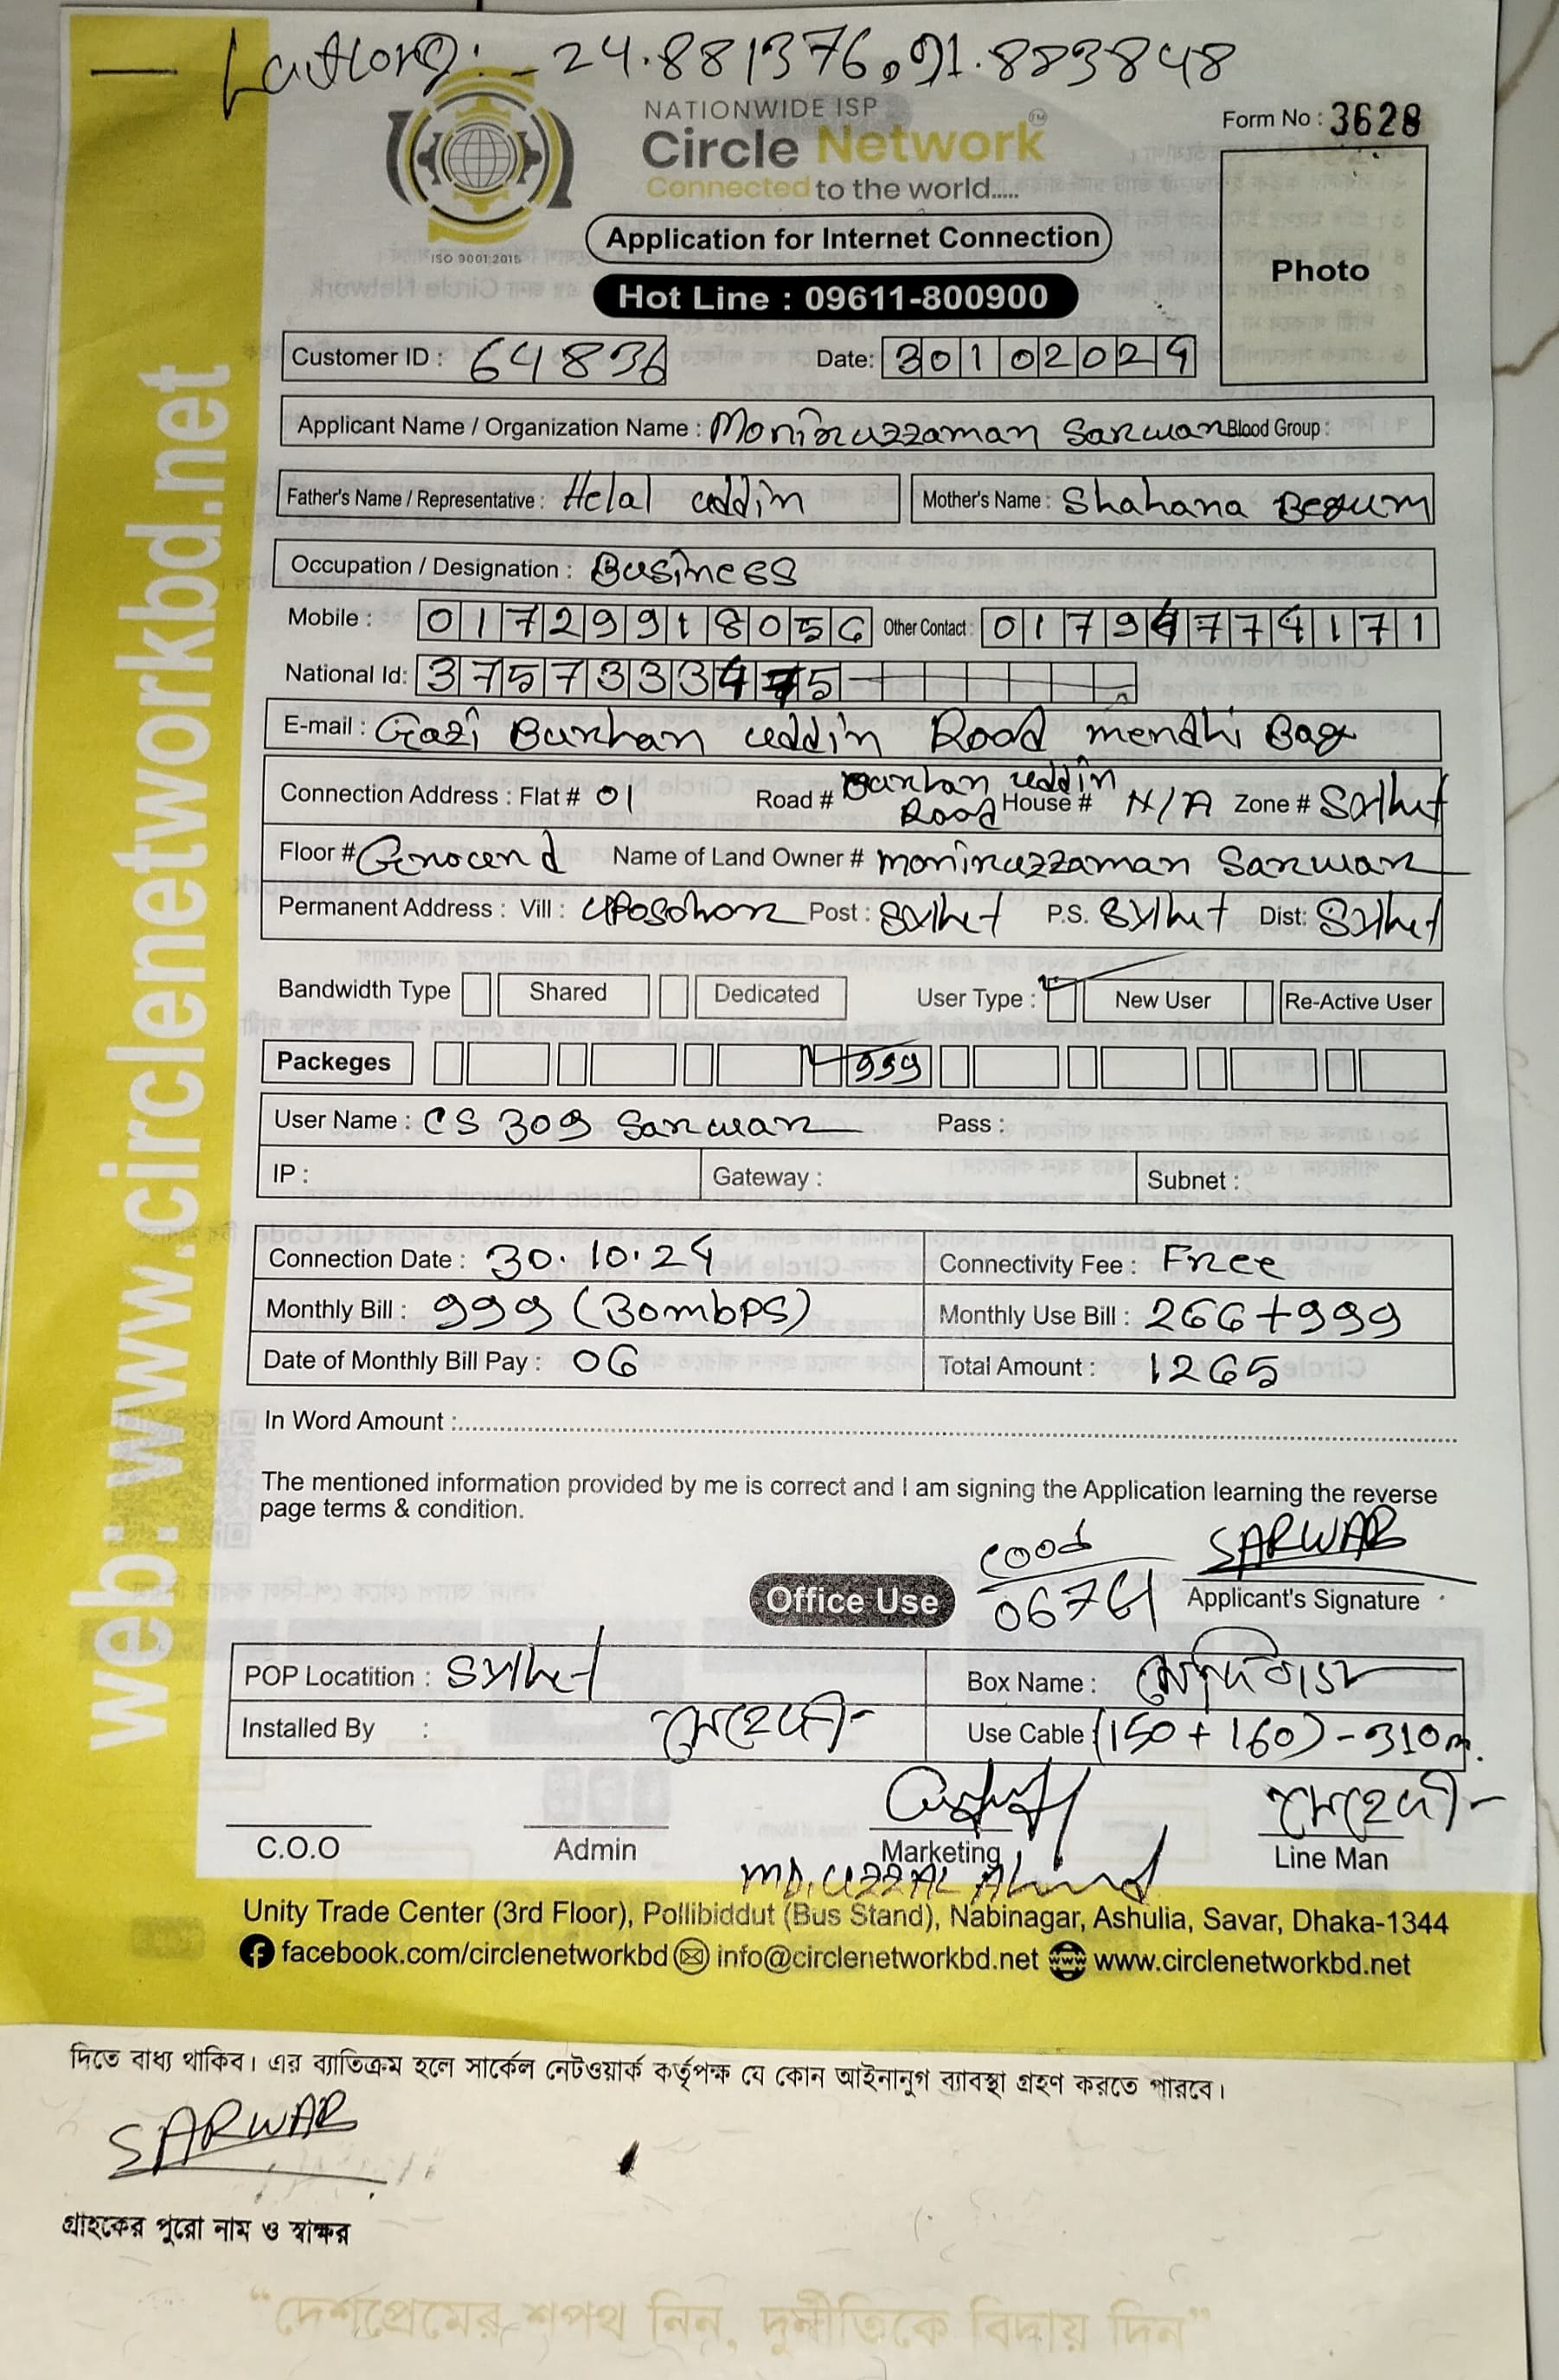 24.881376, 91.883848
NATIONWIDE ISP
Circle Network™
Connected to the world.....
ISO 9001:2015
Form No : 3628
Application for Internet Connection
Photo
Hot Line : 09611-800900
Customer ID : 64836 Date: 30102024
Applicant Name / Organization Name : Moniruzzaman Sarwar Blood Group :
Father's Name / Representative : Helal uddin Mother's Name : Shahana Begum
Occupation / Designation : Business
Mobile : 01729918056 Other Contact : 01794774171
National Id: 3757333475
E-mail : Gazi Burhan uddin Road mendhi Bag
Connection Address : Flat # 01 Road # Burhan uddin Road House # N/A Zone # Sylhet
Floor # Ground Name of Land Owner # moniruzzaman Sarwar
Permanent Address : Vill : uposohor Post : Sylhet P.S. Sylhet Dist: Sylhet
Bandwidth Type Shared Dedicated User Type : New User Re-Active User
Packeges 999
User Name : CS 309 Sarwar Pass :
IP : Gateway : Subnet :
Connection Date : 30.10.24 Connectivity Fee : Free
Monthly Bill : 999 (30mbps) Monthly Use Bill : 266+999
Date of Monthly Bill Pay : 06 Total Amount : 1265
In Word Amount :
The mentioned information provided by me is correct and I am signing the Application learning the reverse
page terms & condition.
SARWAR
Office Use Applicant's Signature
POP Locatition : Sylhet Box Name :
Installed By : মেহেদী Use Cable : (150 + 160) - 310m.
মেহেদী
C.O.O Admin Marketing Line Man
MD. UZZAL Ahmed
Unity Trade Center (3rd Floor), Pollibiddut (Bus Stand), Nabinagar, Ashulia, Savar, Dhaka-1344
facebook.com/circlenetworkbd info@circlenetworkbd.net www.circlenetworkbd.net
web: www.circlenetworkbd.net
দিতে বাধ্য থাকিব। এর ব্যাতিক্রম হলে সার্কেল নেটওয়ার্ক কর্তৃপক্ষ যে কোন আইনানুগ ব্যাবস্থা গ্রহণ করতে পারবে।
SARWAR
গ্রাহকের পুরো নাম ও স্বাক্ষর
“দেশপ্রেমের শপথ নিন, দুর্নীতিকে বিদায় দিন”